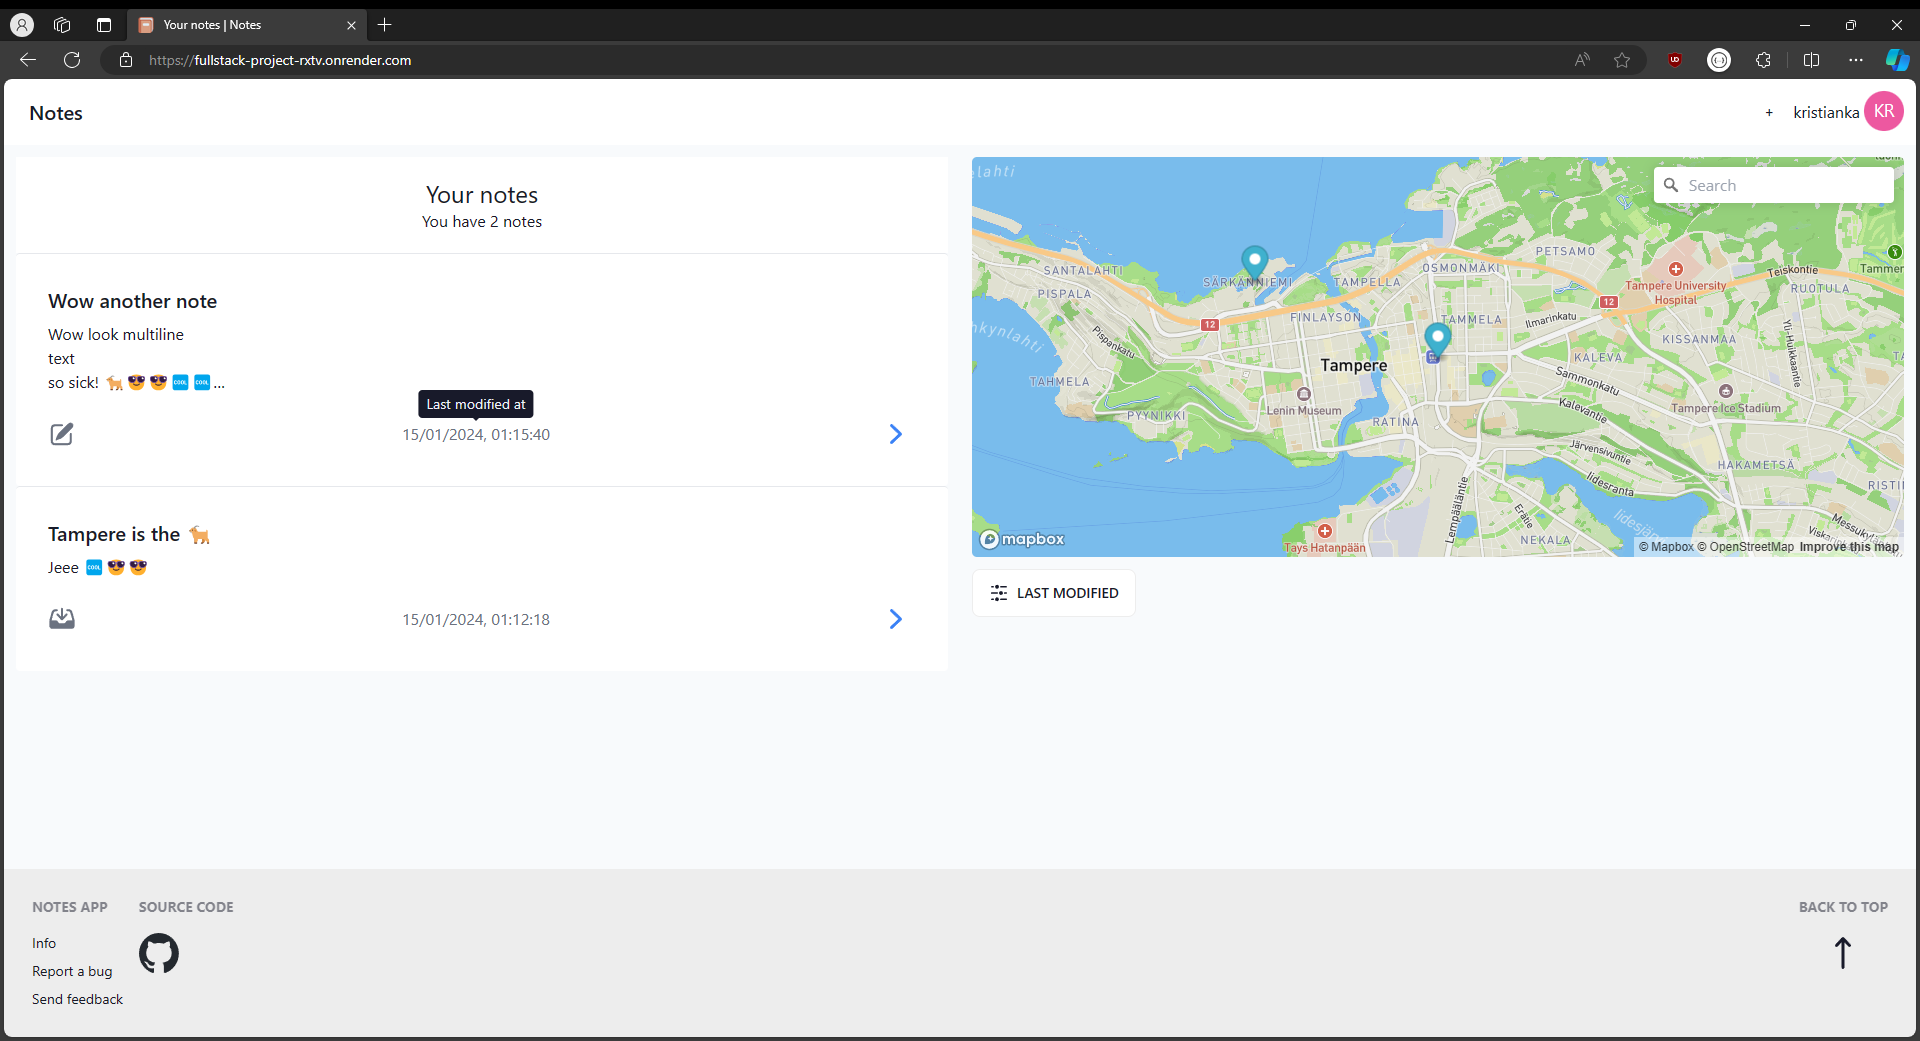 Your notes | Notes
https://fullstack-project-rxtv.onrender.com
Notes
+ kristianka KR
Your notes
You have 2 notes
Wow another note
Wow look multiline
text
so sick! 🐕😎😎🆒🆒...
Last modified at
15/01/2024, 01:15:40
Tampere is the 🐕
Jeee 🆒😎😎
15/01/2024, 01:12:18
Search
elahti
SANTALAHTI
PISPALA
SÄRKÄNNIEMI
TAMPELLA
OSMONMÄKI
PETSAMO
Teiskontie
Tammer
Tampere University
Hospital
RUOTULA
12
12
FINLAYSON
TAMMELA
Ilmarinkatu
KISSANMAA
Yli-Huikkaantie
Pispankatu
Tampere
KALEVA
TAHMELA
Sammonkatu
Lenin Museum
Tampere Ice Stadium
PYYNIKKI
Kalevantie
RATINA
Järvensivuntie
HAKAMETSÄ
Iidesranta
RISTI
Lempääläntie
Erätie
Iidesjär
Messukylä
NEKALA
Tays Hatanpään
mapbox
© Mapbox © OpenStreetMap Improve this map
LAST MODIFIED
NOTES APP
Info
Report a bug
Send feedback
SOURCE CODE
BACK TO TOP